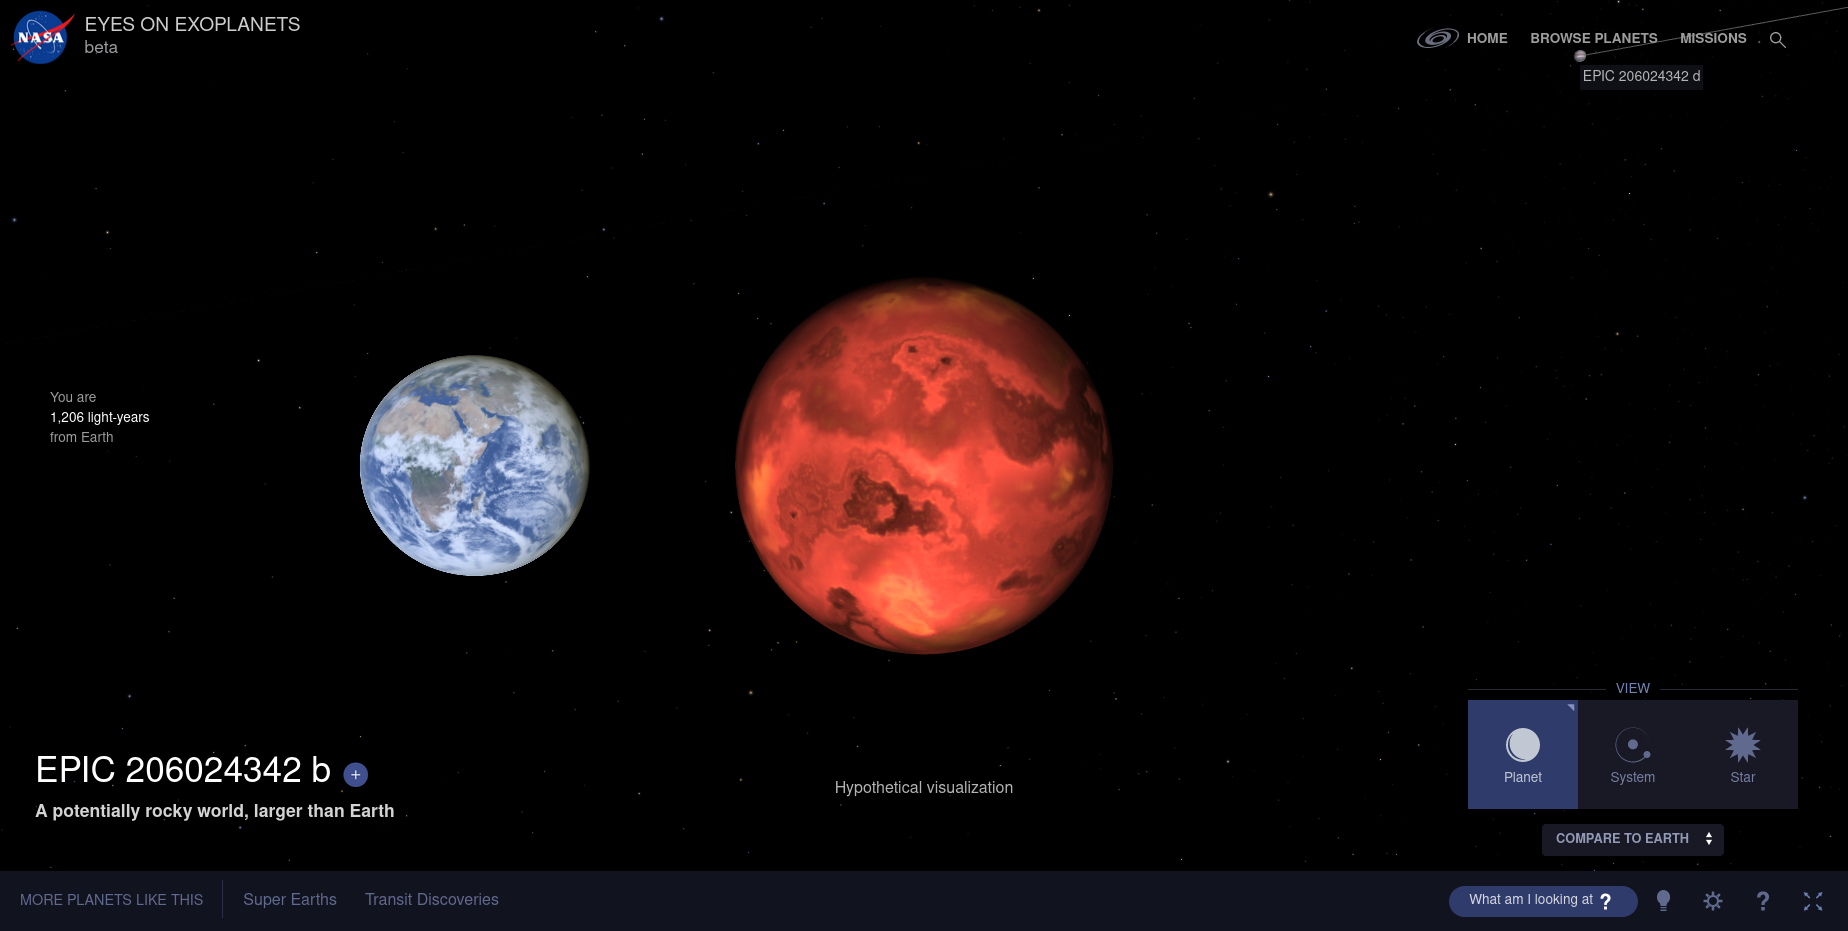 NASA
EYES ON EXOPLANETS
beta
HOME
BROWSE PLANETS
MISSIONS
EPIC 206024342 d
You are
1,206 light-years
from Earth
EPIC 206024342 b +
A potentially rocky world, larger than Earth
Hypothetical visualization
VIEW
Planet
System
Star
COMPARE TO EARTH
MORE PLANETS LIKE THIS
Super Earths
Transit Discoveries
What am I looking at ?
?